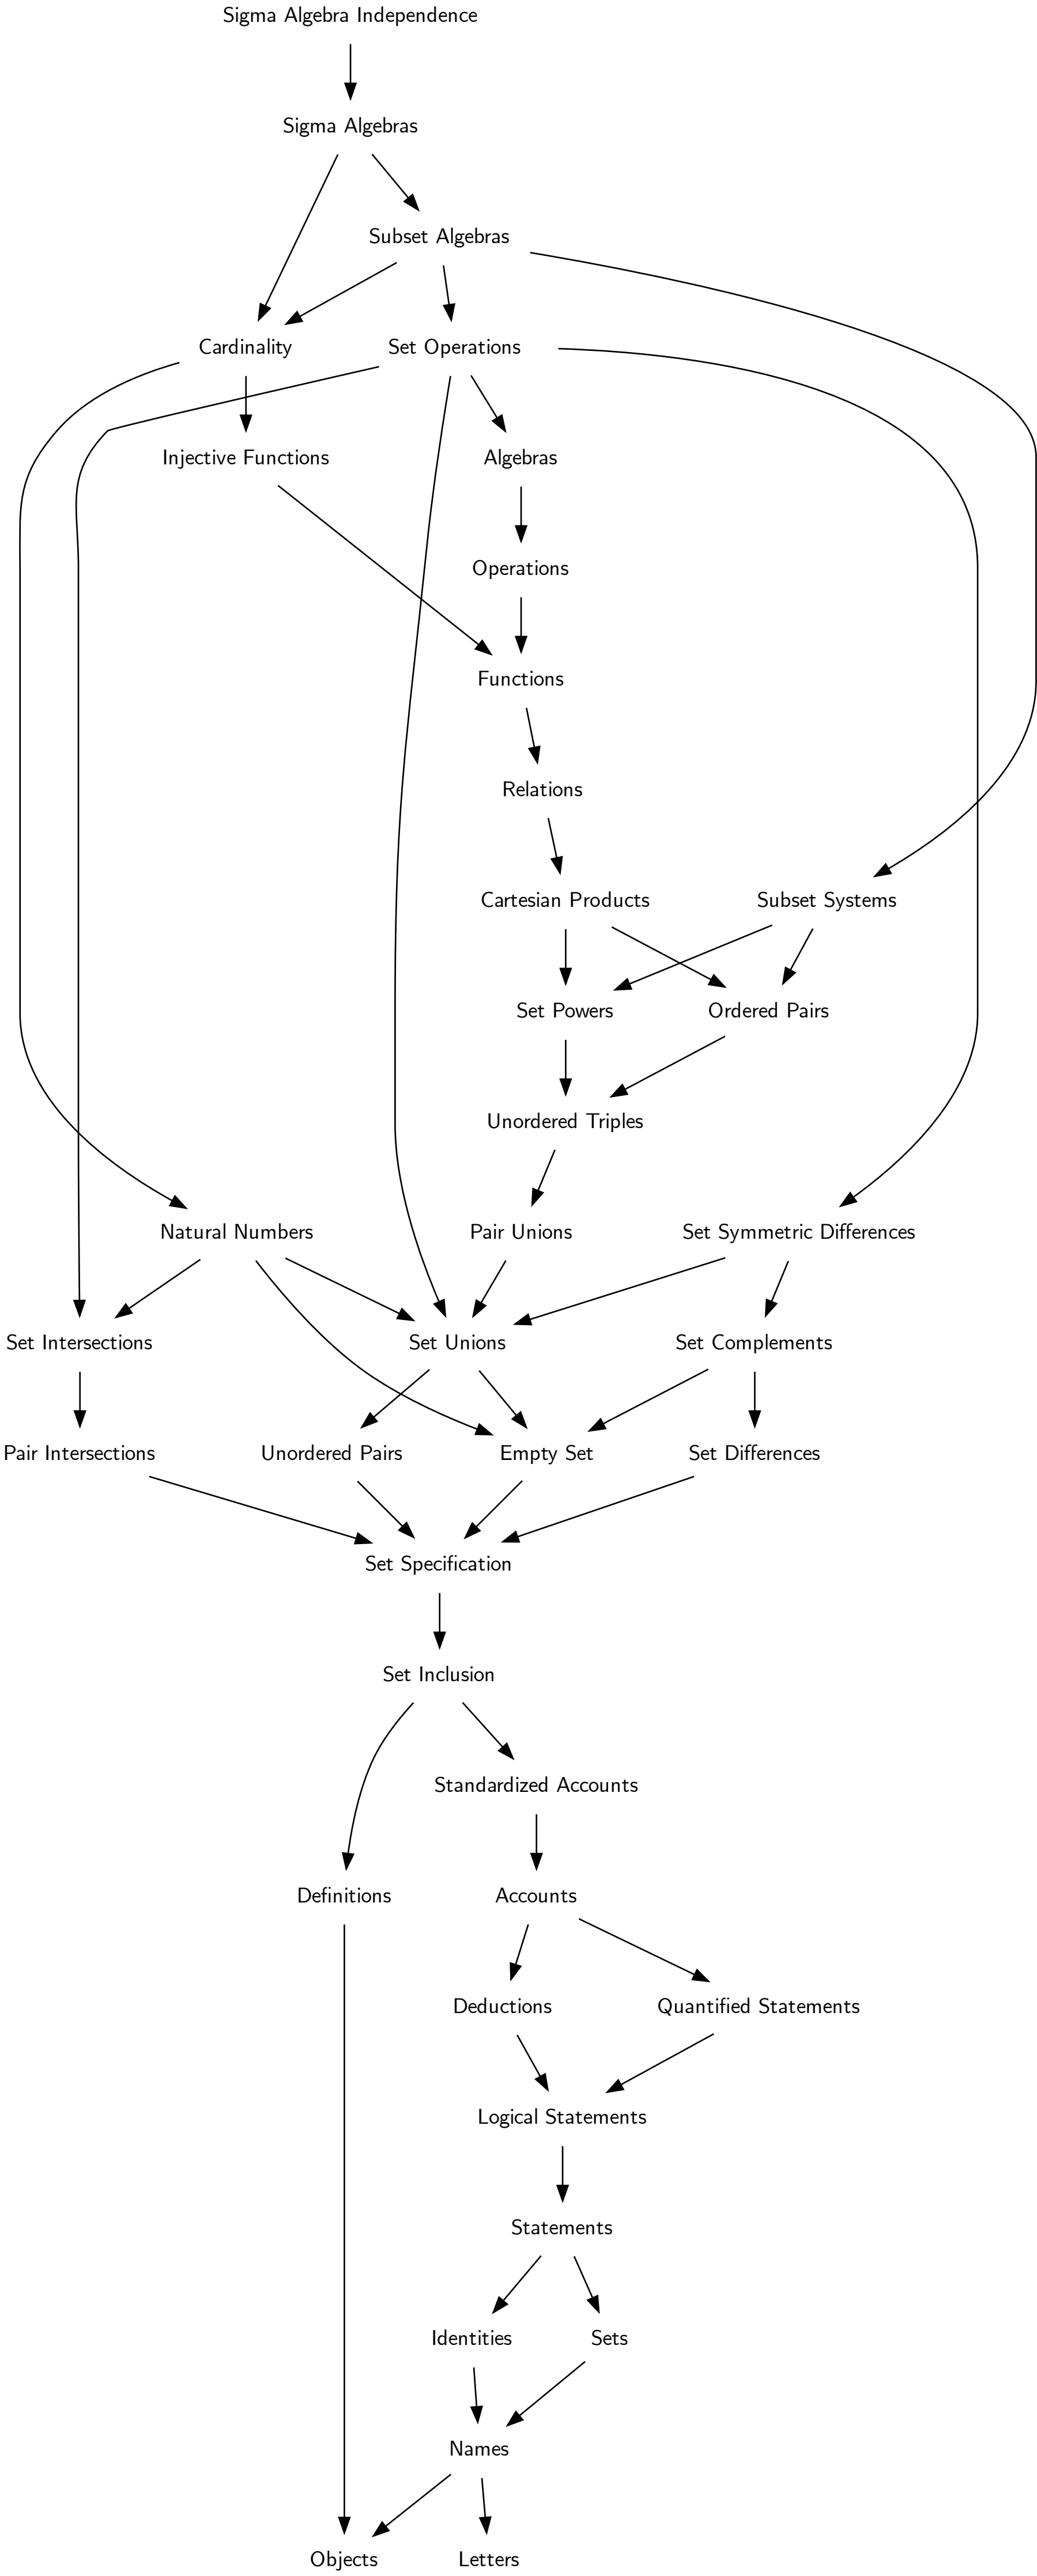 Sigma Algebra Independence
Sigma Algebras
Subset Algebras
Cardinality
Set Operations
Injective Functions
Algebras
Operations
Functions
Relations
Cartesian Products
Subset Systems
Set Powers
Ordered Pairs
Unordered Triples
Natural Numbers
Pair Unions
Set Symmetric Differences
Set Intersections
Set Unions
Set Complements
Pair Intersections
Unordered Pairs
Empty Set
Set Differences
Set Specification
Set Inclusion
Standardized Accounts
Definitions
Accounts
Deductions
Quantified Statements
Logical Statements
Statements
Identities
Sets
Names
Objects
Letters